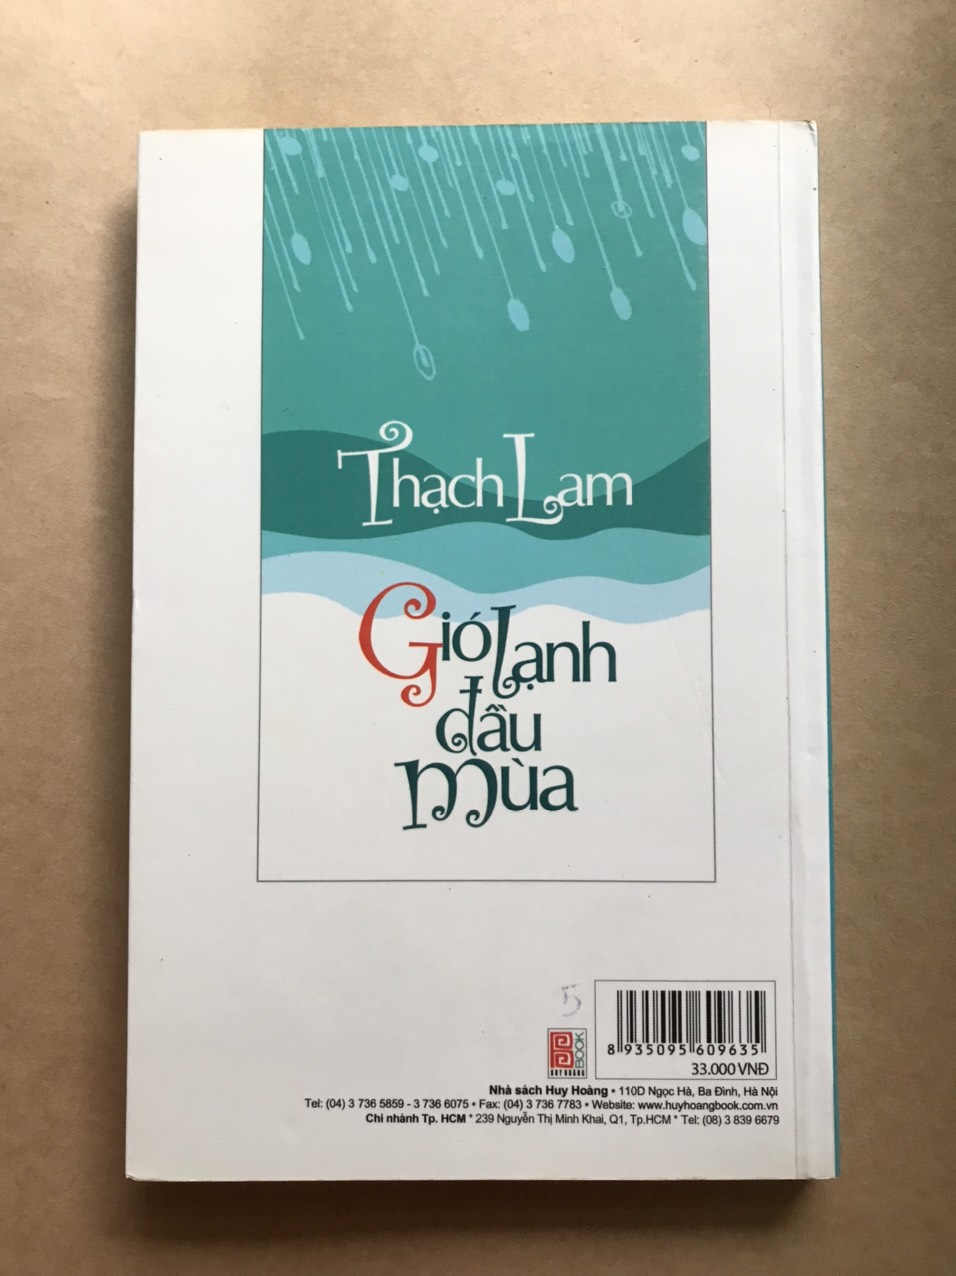 Thạch Lam
Gió lạnh
đầu
mùa
5
BOOK
HUY HOANG
8 935095 609635
33.000 VNĐ
Nhà sách Huy Hoàng • 110D Ngọc Hà, Ba Đình, Hà Nội
Tel: (04) 3 736 5859 - 3 736 6075 • Fax: (04) 3 736 7783 • Website: www.huyhoangbook.com.vn
Chi nhánh Tp. HCM * 239 Nguyễn Thị Minh Khai, Q1, Tp.HCM * Tel: (08) 3 839 6679